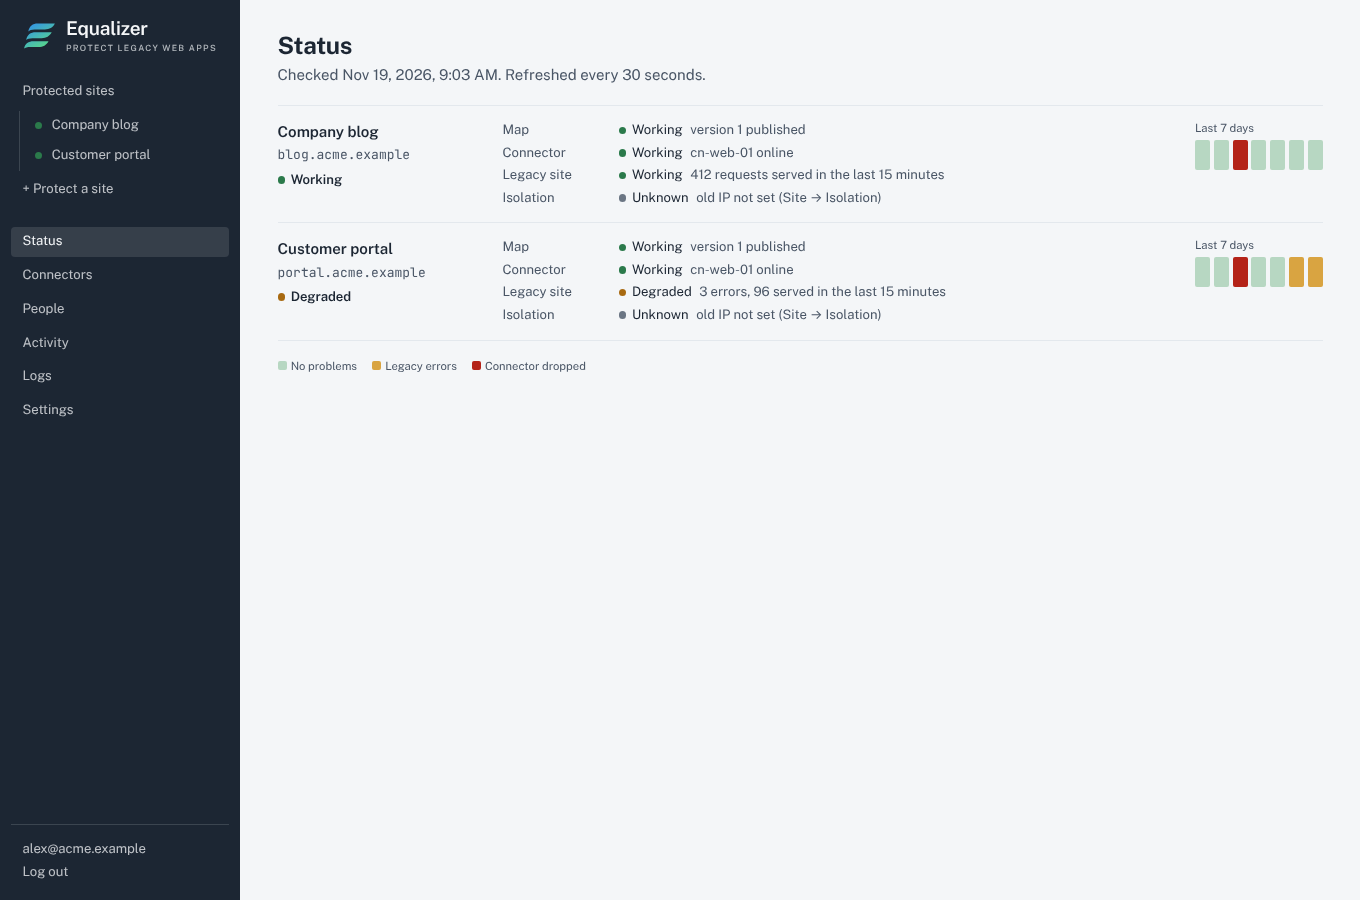 Equalizer
PROTECT LEGACY WEB APPS
Protected sites
Company blog
Customer portal
+ Protect a site
Status
Connectors
People
Activity
Logs
Settings
alex@acme.example
Log out
Status
Checked Nov 19, 2026, 9:03 AM. Refreshed every 30 seconds.
Company blog
blog.acme.example
Working
Map Working version 1 published
Connector Working cn-web-01 online
Legacy site Working 412 requests served in the last 15 minutes
Isolation Unknown old IP not set (Site → Isolation)
Last 7 days
Customer portal
portal.acme.example
Degraded
Map Working version 1 published
Connector Working cn-web-01 online
Legacy site Degraded 3 errors, 96 served in the last 15 minutes
Isolation Unknown old IP not set (Site → Isolation)
Last 7 days
No problems Legacy errors Connector dropped